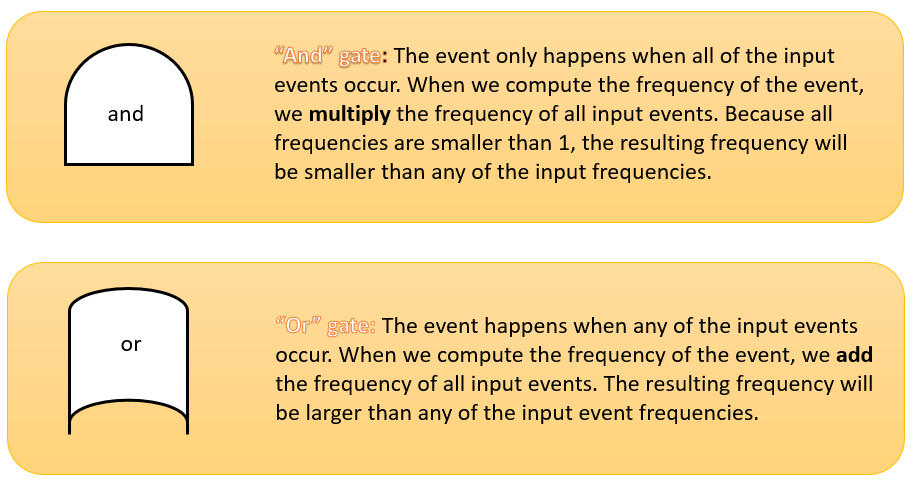 and
“And” gate: The event only happens when all of the input
events occur. When we compute the frequency of the event,
we multiply the frequency of all input events. Because all
frequencies are smaller than 1, the resulting frequency will
be smaller than any of the input frequencies.
or
“Or” gate: The event happens when any of the input events
occur. When we compute the frequency of the event, we add
the frequency of all input events. The resulting frequency will
be larger than any of the input event frequencies.